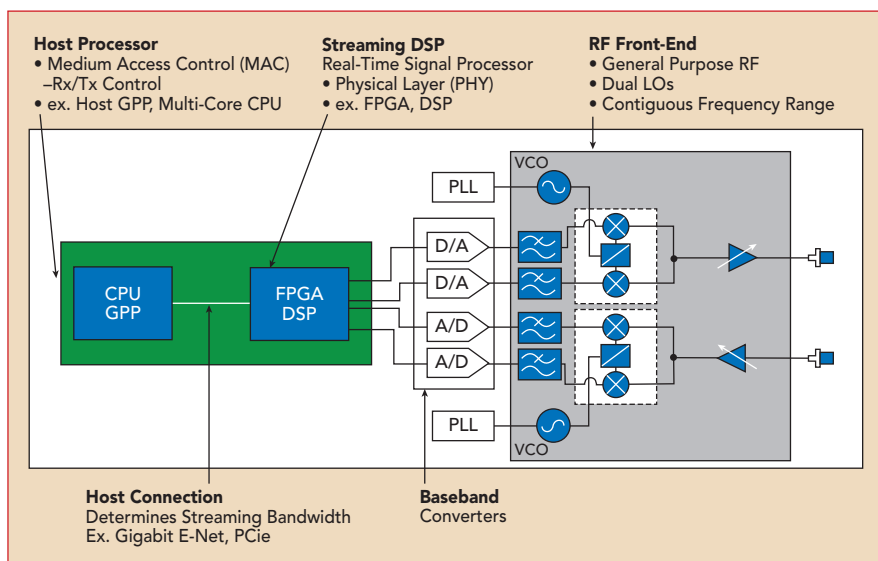 Host Processor
• Medium Access Control (MAC)
–Rx/Tx Control
• ex. Host GPP, Multi-Core CPU
Streaming DSP
Real-Time Signal Processor
• Physical Layer (PHY)
• ex. FPGA, DSP
RF Front-End
• General Purpose RF
• Dual LOs
• Contiguous Frequency Range
VCO
PLL
D/A
D/A
CPU
GPP
FPGA
DSP
A/D
A/D
PLL
VCO
Host Connection
Determines Streaming Bandwidth
Ex. Gigabit E-Net, PCie
Baseband
Converters